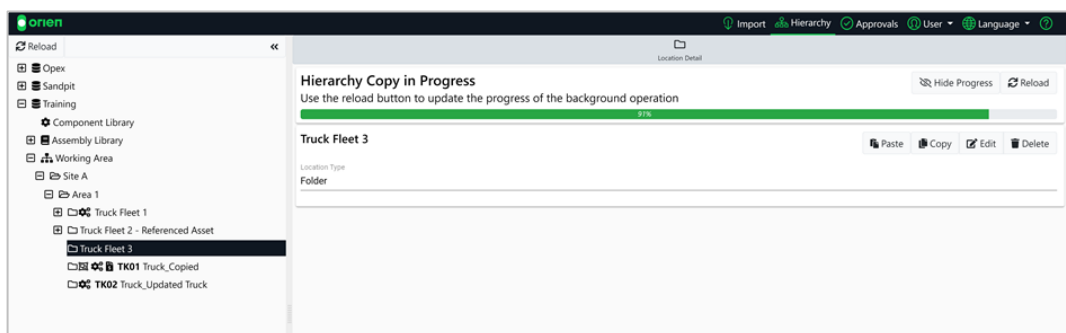 orien
Import Hierarchy Approvals User Language
Reload
Location Detail
Opex
Sandpit
Training
Component Library
Assembly Library
Working Area
Site A
Area 1
Truck Fleet 1
Truck Fleet 2 - Referenced Asset
Truck Fleet 3
TK01 Truck_Copied
TK02 Truck_Updated Truck
Hierarchy Copy in Progress
Hide Progress Reload
Use the reload button to update the progress of the background operation
91%
Truck Fleet 3
Paste Copy Edit Delete
Location Type
Folder